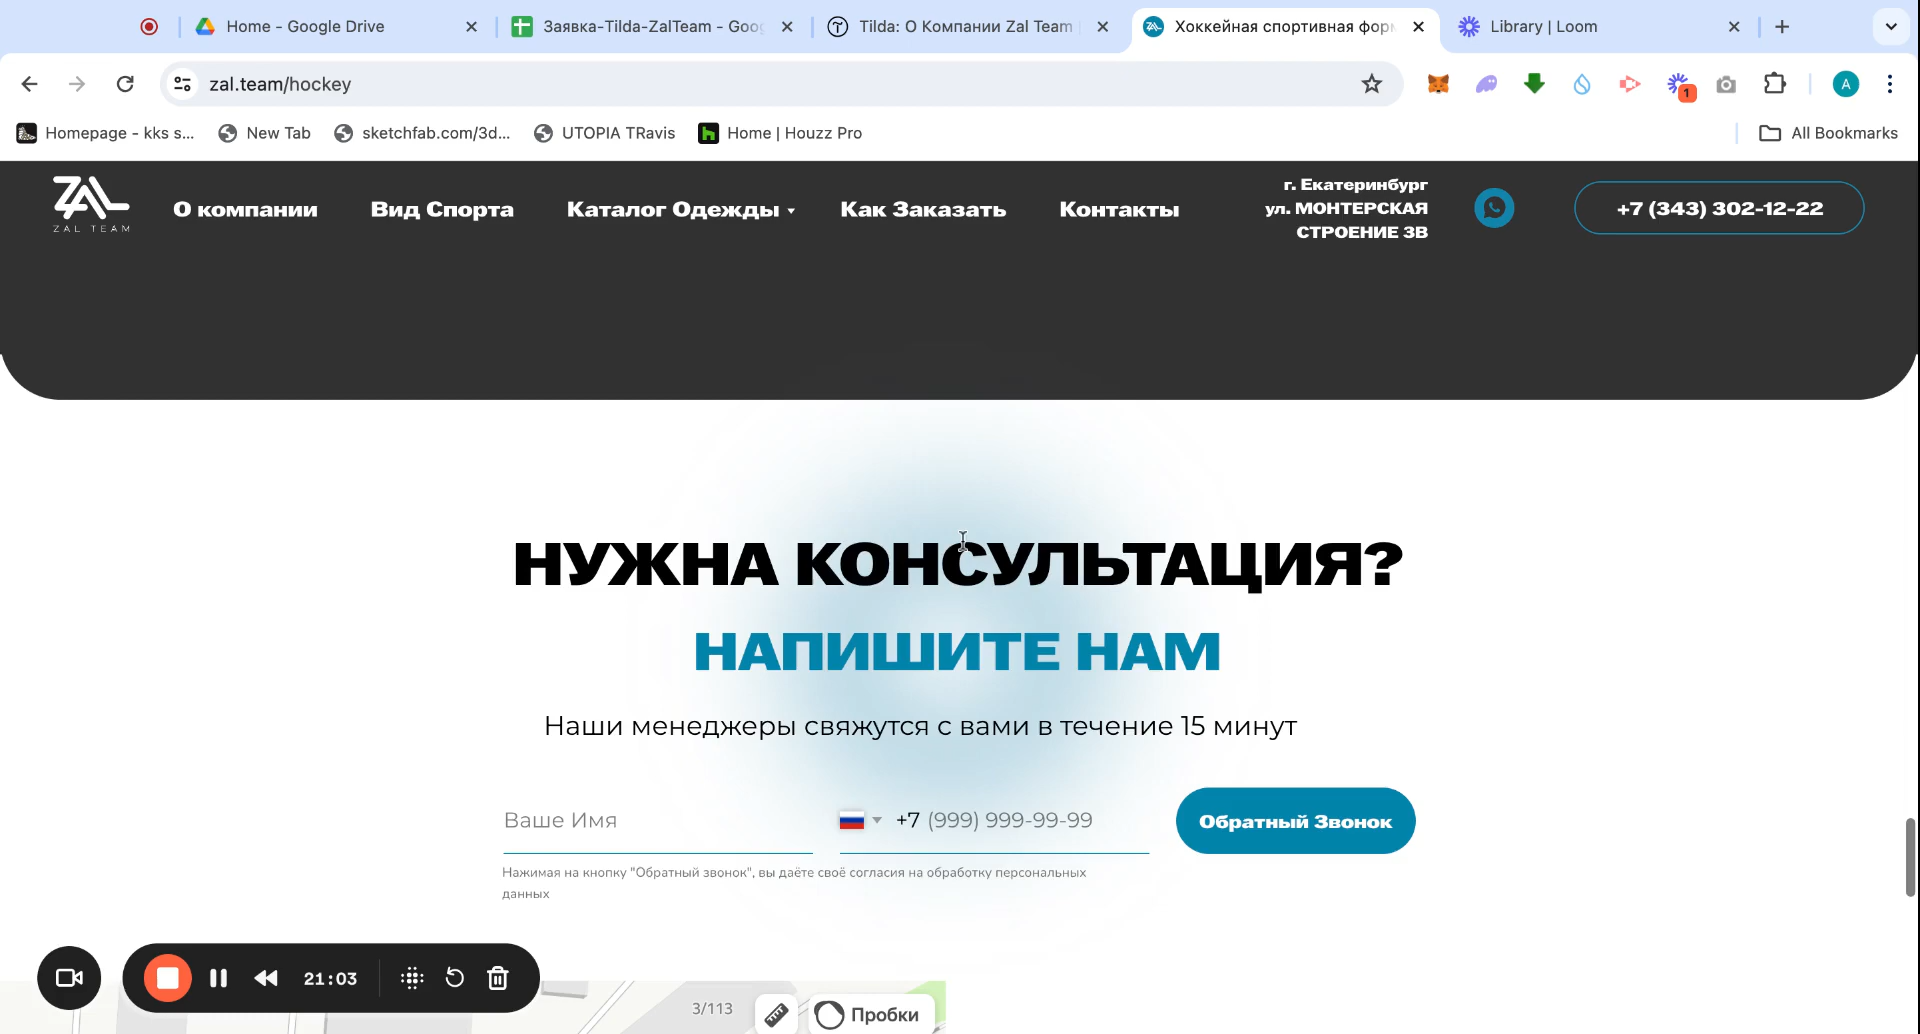 Home - Google Drive
Заявка-Tilda-ZalTeam - Goog
Tilda: О Компании Zal Team
Хоккейная спортивная фор
Library | Loom
zal.team/hockey
1
A
Homepage - kks s...
New Tab
sketchfab.com/3d...
UTOPIA TRavis
Home | Houzz Pro
All Bookmarks
ZAL
ZAL TEAM
О компании
Вид Спорта
Каталог Одежды
Как Заказать
Контакты
г. Екатеринбург
ул. МОНТЕРСКАЯ
СТРОЕНИЕ 3В
+7 (343) 302-12-22
НУЖНА КОНСУЛЬТАЦИЯ?
НАПИШИТЕ НАМ
Наши менеджеры свяжутся с вами в течение 15 минут
Ваше Имя
+7 (999) 999-99-99
Обратный Звонок
Нажимая на кнопку "Обратный звонок", вы даёте своё согласия на обработку персональных
данных
21:03
3/113
Пробки